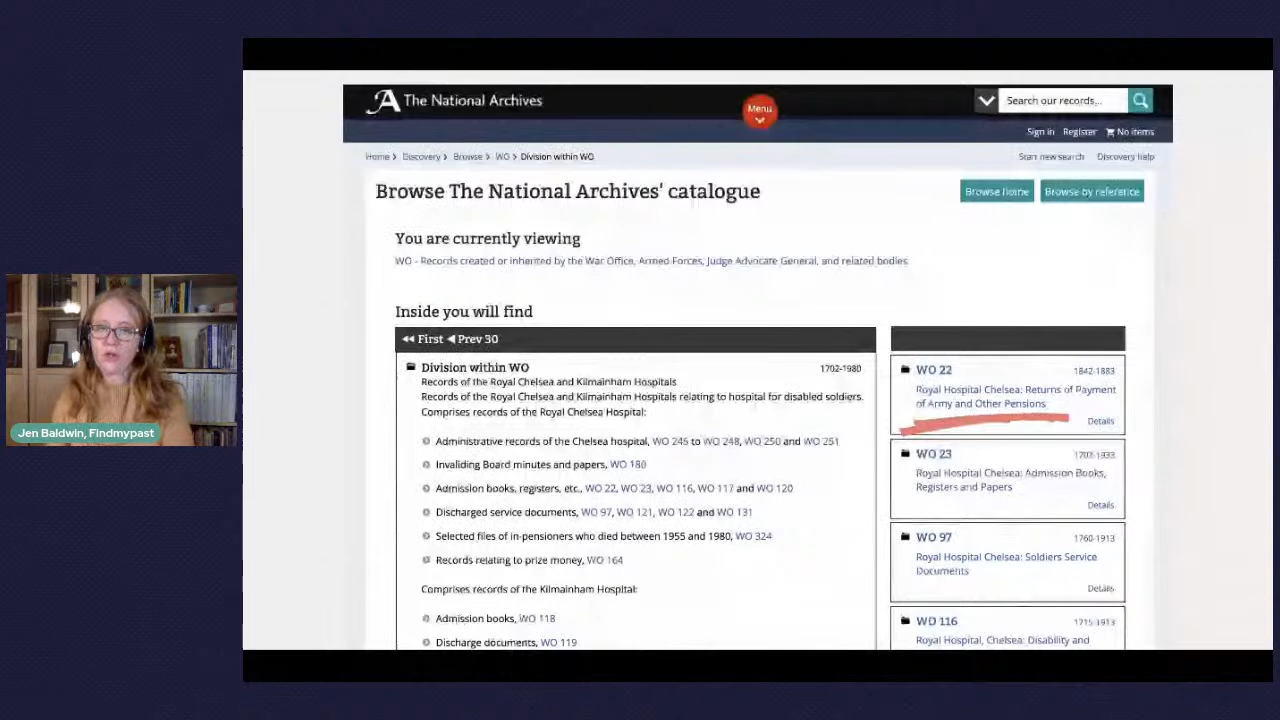 The National Archives
Menu
Search our records...
Sign in Register No items
Home Discovery Browse WO Division within WO
Start new search Discovery help
Browse The National Archives' catalogue
Browse home Browse by reference
You are currently viewing
WO - Records created or inherited by the War Office, Armed Forces, Judge Advocate General, and related bodies
Inside you will find
First Prev 30
Division within WO 1702-1980
Records of the Royal Chelsea and Kilmainham Hospitals
Records of the Royal Chelsea and Kilmainham Hospitals relating to hospital for disabled soldiers.
Comprises records of the Royal Chelsea Hospital:
Administrative records of the Chelsea hospital, WO 245 to WO 248, WO 250 and WO 251
Invaliding Board minutes and papers, WO 180
Admission books, registers, etc., WO 22, WO 23, WO 116, WO 117 and WO 120
Discharged service documents, WO 97, WO 121, WO 122 and WO 131
Selected files of in-pensioners who died between 1955 and 1980, WO 324
Records relating to prize money, WO 164
Comprises records of the Kilmainham Hospital:
Admission books, WO 118
Discharge documents, WO 119
WO 22 1842-1883
Royal Hospital Chelsea: Returns of Payment
of Army and Other Pensions
Details
WO 23 1702-1933
Royal Hospital Chelsea: Admission Books,
Registers and Papers
Details
WO 97 1760-1913
Royal Hospital Chelsea: Soldiers Service
Documents
Details
WO 116 1715-1913
Royal Hospital, Chelsea: Disability and
Jen Baldwin, Findmypast